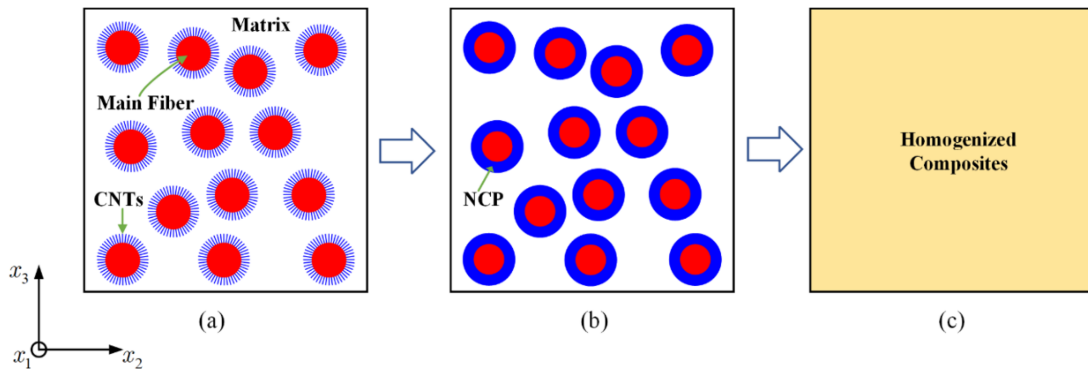 Matrix
Main Fiber
CNTs
NCP
Homogenized
Composites
x₃
x₁
x₂
(a)
(b)
(c)